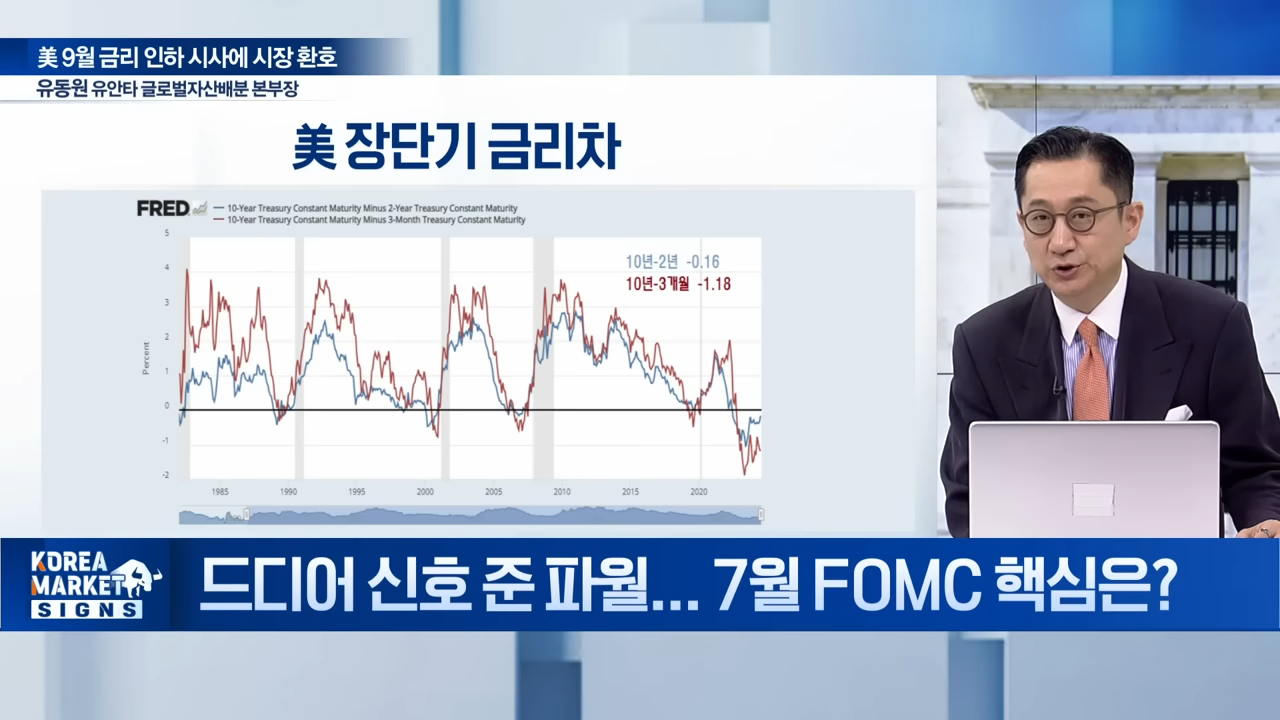 美 9월 금리 인하 시사에 시장 환호
유동원 유안타 글로벌자산배분 본부장
美 장단기 금리차
FRED
10-Year Treasury Constant Maturity Minus 2-Year Treasury Constant Maturity
10-Year Treasury Constant Maturity Minus 3-Month Treasury Constant Maturity
5
4
3
2
1
0
-1
-2
Percent
10년-2년 -0.16
10년-3개월 -1.18
1985 1990 1995 2000 2005 2010 2015 2020
KOREA
MARKET
SIGNS
드디어 신호 준 파월... 7월 FOMC 핵심은?